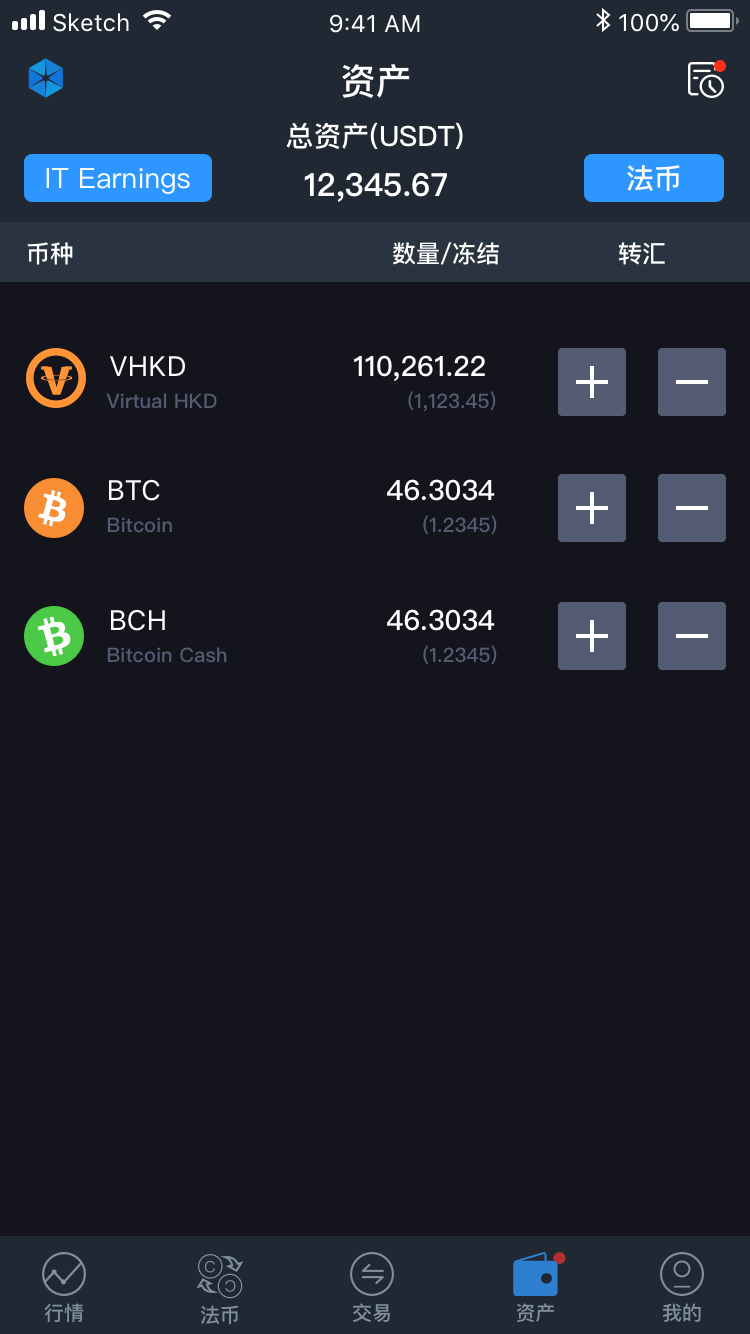 Sketch 9:41 AM 100%
资产
总资产(USDT)
IT Earnings 12,345.67 法币
币种 数量/冻结 转汇
VHKD 110,261.22
Virtual HKD (1,123.45)
BTC 46.3034
Bitcoin (1.2345)
BCH 46.3034
Bitcoin Cash (1.2345)
行情 法币 交易 资产 我的